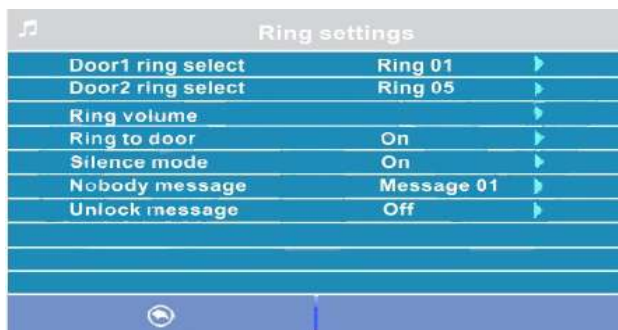 Ring settings
Door1 ring select Ring 01
Door2 ring select Ring 05
Ring volume
Ring to door On
Silence mode On
Nobody message Message 01
Unlock message Off